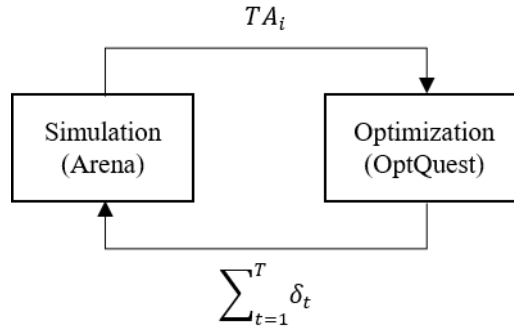 TA_i
Simulation
(Arena)
Optimization
(OptQuest)
∑_{t=1}^{T} δ_t